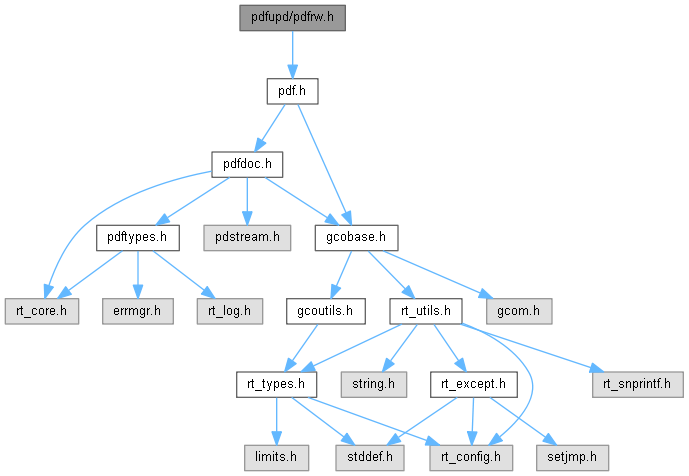 pdfupd/pdfrw.h
pdf.h
pdfdoc.h
pdftypes.h
pdstream.h
gcobase.h
rt_core.h
errmgr.h
rt_log.h
gcoutils.h
rt_utils.h
gcom.h
rt_types.h
string.h
rt_except.h
rt_snprintf.h
limits.h
stddef.h
rt_config.h
setjmp.h